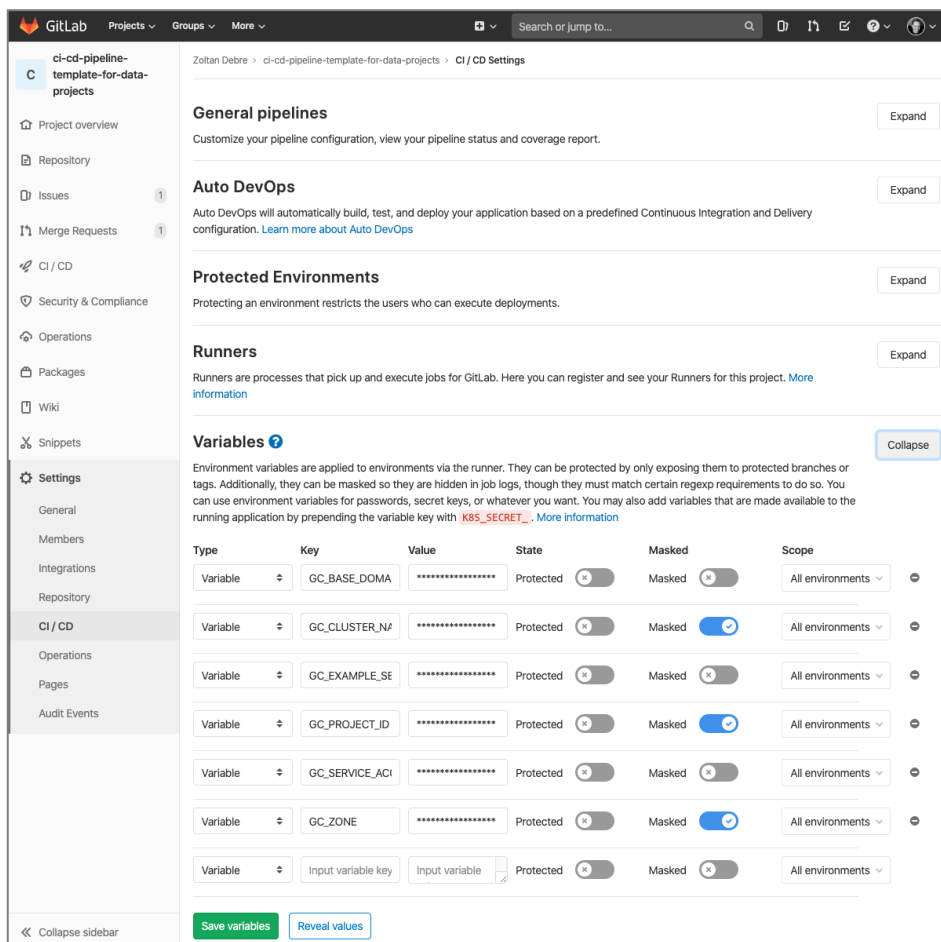 GitLab Projects Groups More Search or jump to...
C
ci-cd-pipeline-
template-for-data-
projects
Project overview
Repository
Issues 1
Merge Requests 1
CI / CD
Security & Compliance
Operations
Packages
Wiki
Snippets
Settings
General
Members
Integrations
Repository
CI / CD
Operations
Pages
Audit Events
Collapse sidebar
Zoltan Debre > ci-cd-pipeline-template-for-data-projects > CI / CD Settings
General pipelines
Expand
Customize your pipeline configuration, view your pipeline status and coverage report.
Auto DevOps
Expand
Auto DevOps will automatically build, test, and deploy your application based on a predefined Continuous Integration and Delivery
configuration. Learn more about Auto DevOps
Protected Environments
Expand
Protecting an environment restricts the users who can execute deployments.
Runners
Expand
Runners are processes that pick up and execute jobs for GitLab. Here you can register and see your Runners for this project. More
information
Variables ?
Collapse
Environment variables are applied to environments via the runner. They can be protected by only exposing them to protected branches or
tags. Additionally, they can be masked so they are hidden in job logs, though they must match certain regexp requirements to do so. You
can use environment variables for passwords, secret keys, or whatever you want. You may also add variables that are made available to the
running application by prepending the variable key with K8S_SECRET_. More information
Type Key Value State Masked Scope
Variable GC_BASE_DOMA ***************** Protected Masked All environments
Variable GC_CLUSTER_NA ***************** Protected Masked All environments
Variable GC_EXAMPLE_SE ***************** Protected Masked All environments
Variable GC_PROJECT_ID ***************** Protected Masked All environments
Variable GC_SERVICE_AC( ***************** Protected Masked All environments
Variable GC_ZONE ***************** Protected Masked All environments
Variable Input variable key Input variable Protected Masked All environments
Save variables Reveal values